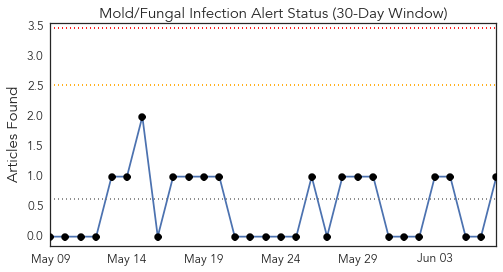 Mold/Fungal Infection Alert Status (30-Day Window)
Articles Found
3.5
3.0
2.5
2.0
1.5
1.0
0.5
0.0
May 09 May 14 May 19 May 24 May 29 Jun 03